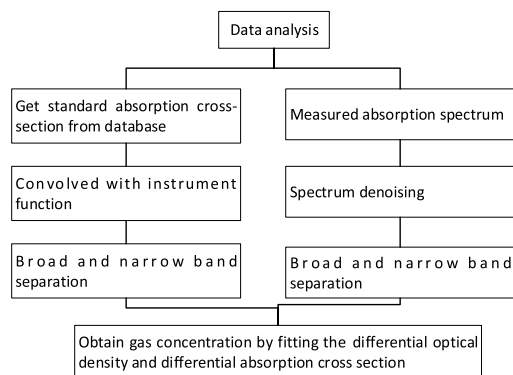 Data analysis
Get standard absorption cross-
section from database
Measured absorption spectrum
Convolved with instrument
function
Spectrum denoising
Broad and narrow band
separation
Broad and narrow band
separation
Obtain gas concentration by fitting the differential optical
density and differential absorption cross section